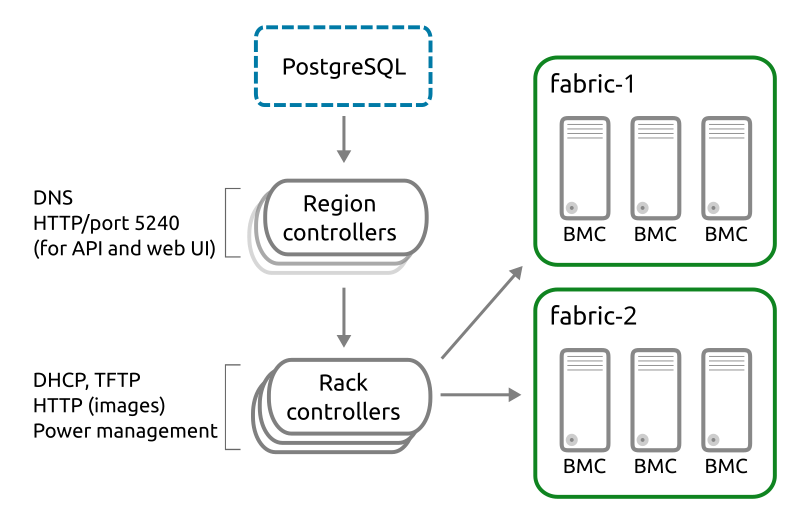 PostgreSQL
DNS
HTTP/port 5240
(for API and web UI)
Region
controllers
DHCP, TFTP
HTTP (images)
Power management
Rack
controllers
fabric-1
BMC BMC BMC
fabric-2
BMC BMC BMC